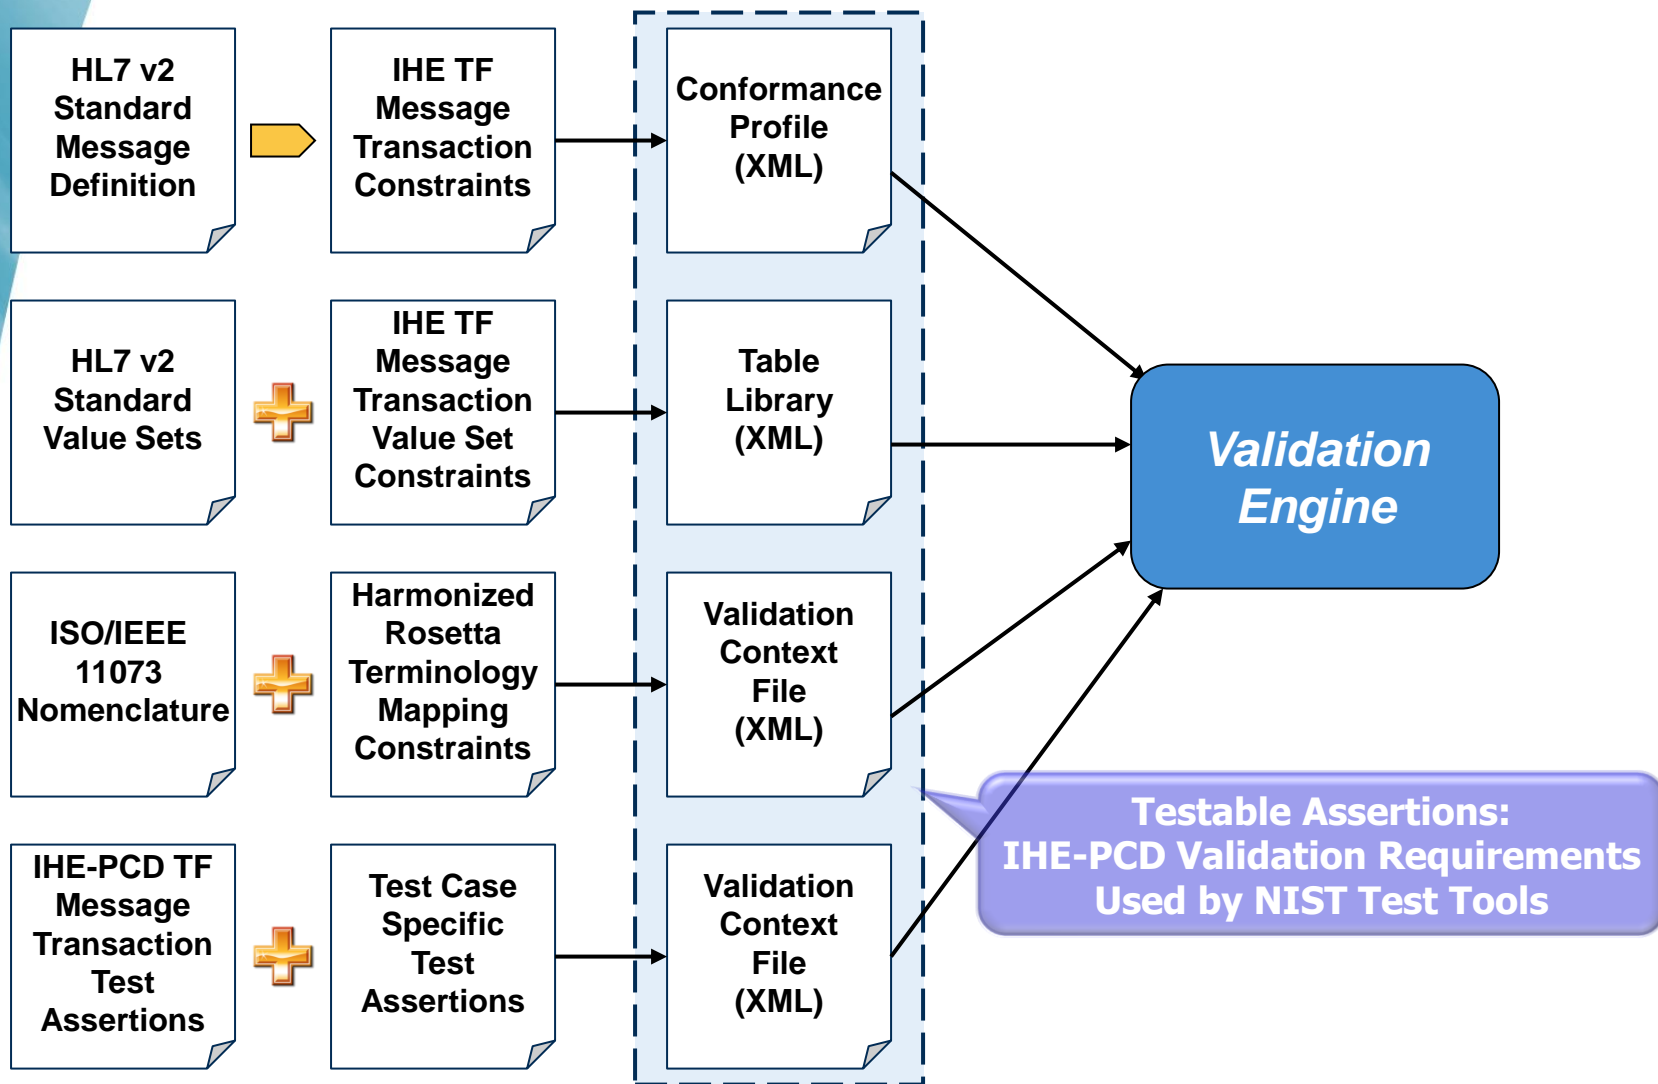 HL7 v2
Standard
Message
Definition
IHE TF
Message
Transaction
Constraints
Conformance
Profile
(XML)
HL7 v2
Standard
Value Sets
IHE TF
Message
Transaction
Value Set
Constraints
Table
Library
(XML)
Validation
Engine
ISO/IEEE
11073
Nomenclature
Harmonized
Rosetta
Terminology
Mapping
Constraints
Validation
Context
File
(XML)
Testable Assertions:
IHE-PCD Validation Requirements
Used by NIST Test Tools
IHE-PCD TF
Message
Transaction
Test
Assertions
Test Case
Specific
Test
Assertions
Validation
Context
File
(XML)